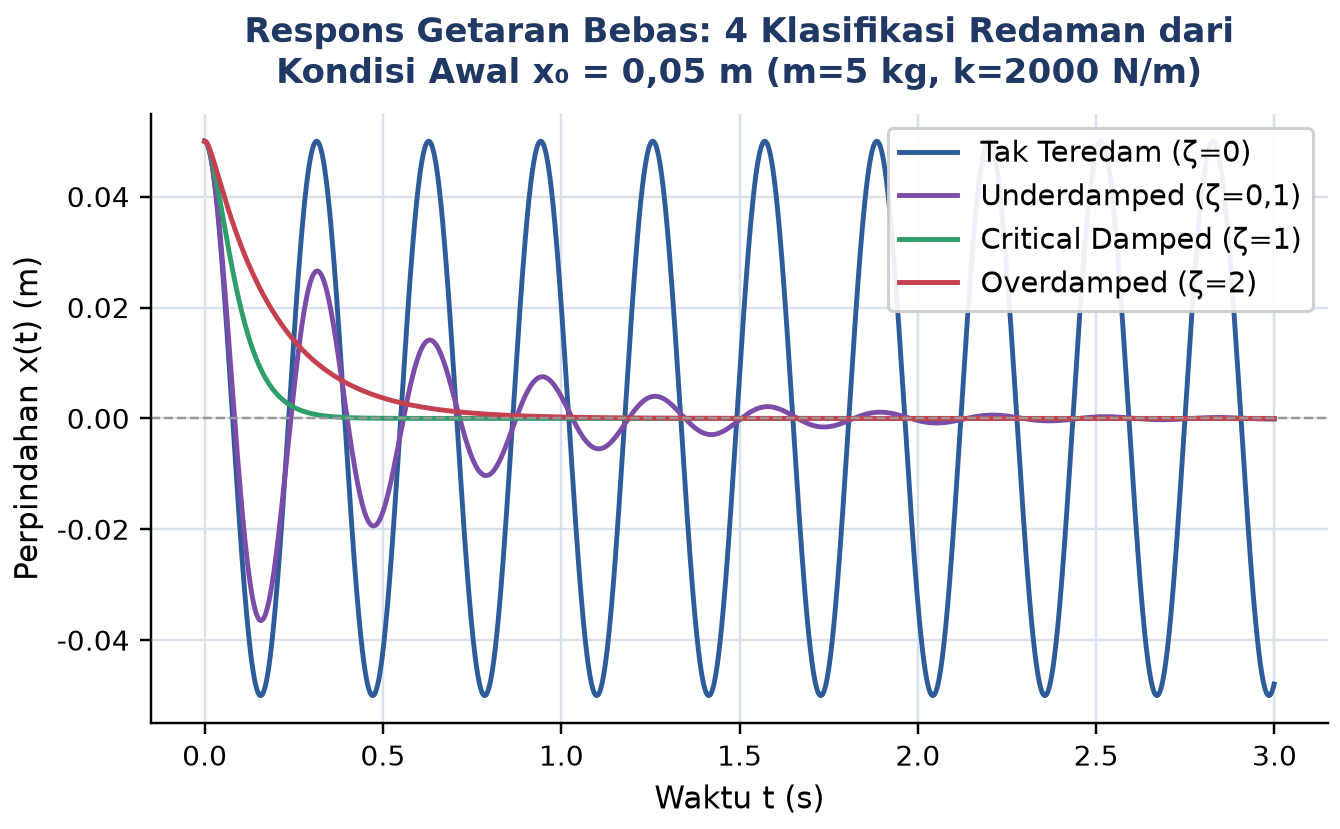 Respons Getaran Bebas: 4 Klasifikasi Redaman dari
Kondisi Awal x₀ = 0,05 m (m=5 kg, k=2000 N/m)
Tak Teredam (ζ=0)
Underdamped (ζ=0,1)
Critical Damped (ζ=1)
Overdamped (ζ=2)
Perpindahan x(t) (m)
0.04
0.02
0.00
-0.02
-0.04
0.0 0.5 1.0 1.5 2.0 2.5 3.0
Waktu t (s)